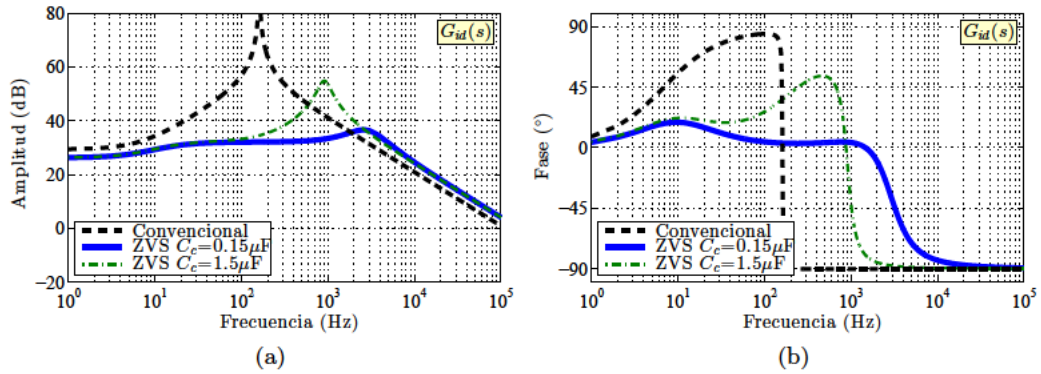 80
60
40
20
0
−20
Amplitud (dB)
G_id(s)
Convencional
ZVS C_c=0.15μF
ZVS C_c=1.5μF
10^0 10^1 10^2 10^3 10^4 10^5
Frecuencia (Hz)
(a)
90
45
0
−45
−90
Fase (°)
G_id(s)
Convencional
ZVS C_c=0.15μF
ZVS C_c=1.5μF
10^0 10^1 10^2 10^3 10^4 10^5
Frecuencia (Hz)
(b)